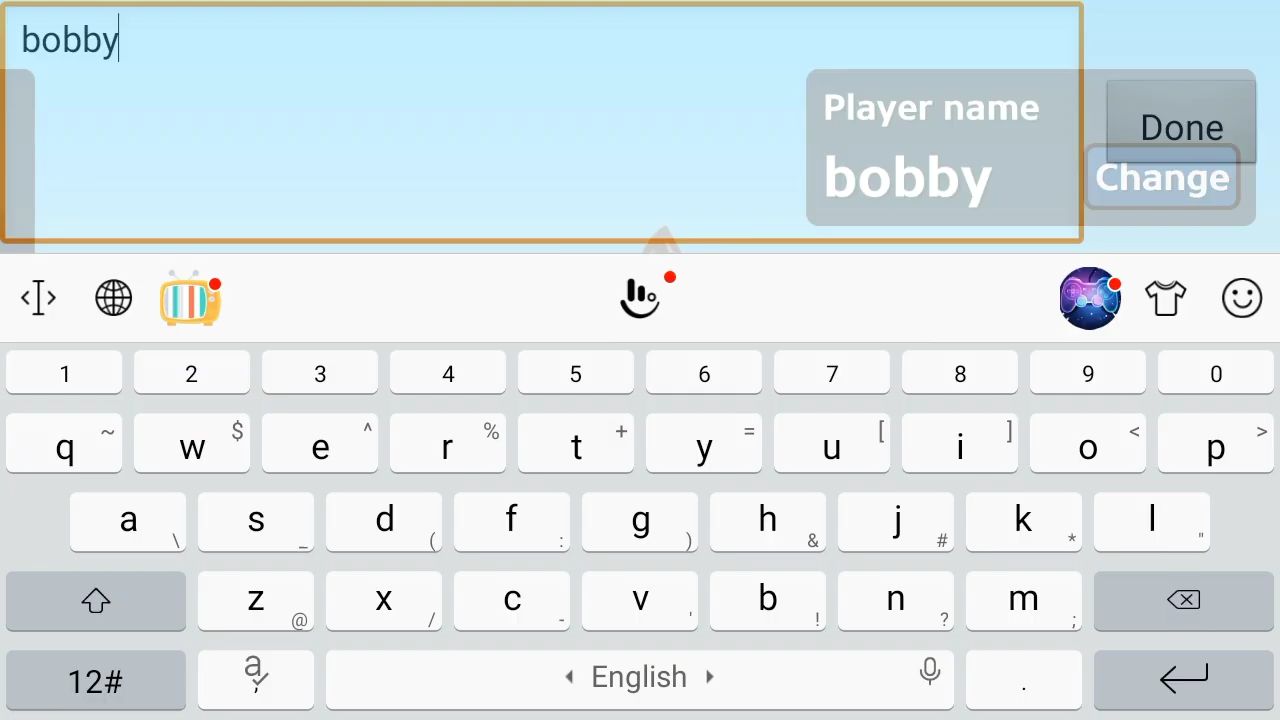 bobby
Player name
bobby
Done
Change
1 2 3 4 5 6 7 8 9 0
q ~ w $ e ^ r % t + y = u [ i ] o < p >
a \ s _ d ( f : g ) h & j # k * l "
z @ x / c - v ' b ! n ? m ;
12# a , English .